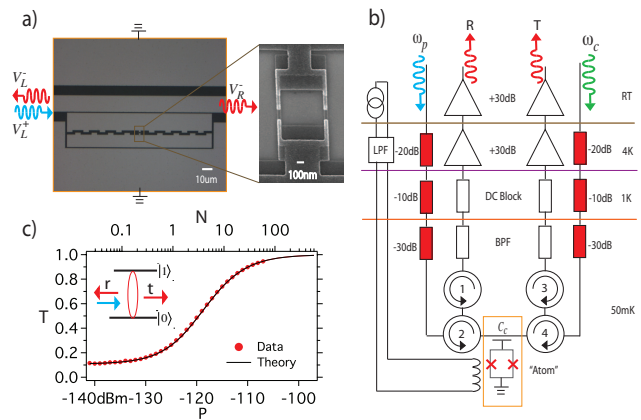 a)
V_L^-
V_L^+
V_R^-
10um
100nm
b)
ω_p
R
T
ω_c
+30dB
RT
LPF
-20dB
+30dB
-20dB
4K
-10dB
DC Block
-10dB
1K
-30dB
BPF
-30dB
1
3
50mK
2
4
C_c
"Atom"
c)
N
0.1
1
10
100
1.0
0.8
0.6
0.4
0.2
0.0
T
|1⟩
r
t
|0⟩
Data
Theory
-140dBm
-130
-120
-110
-100
P